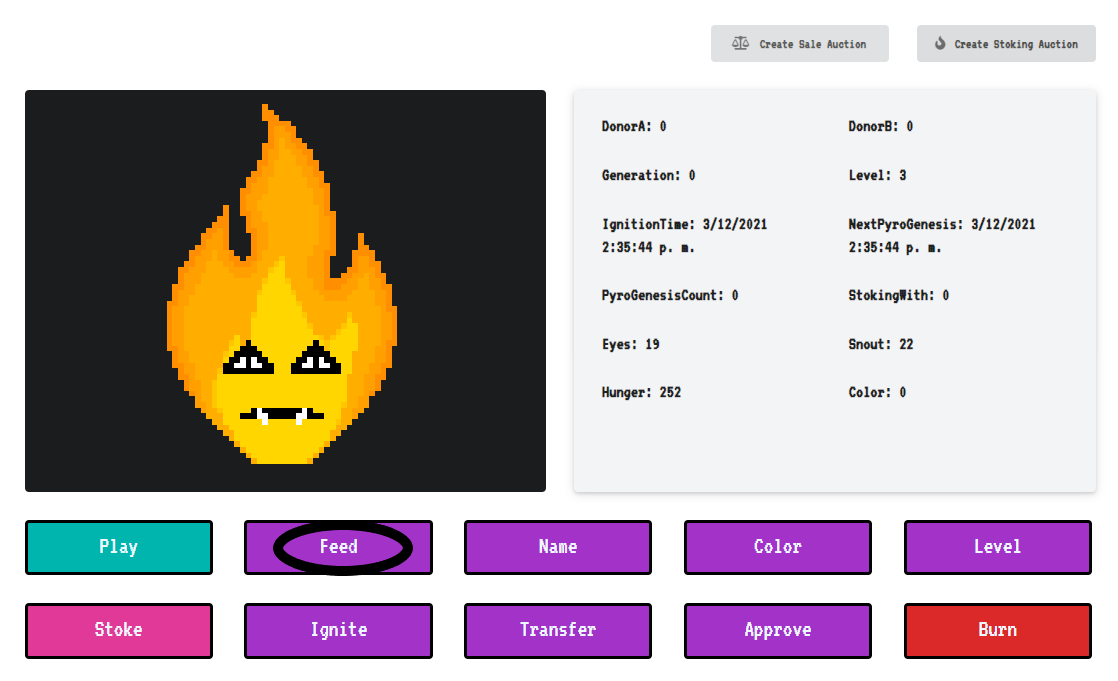 Create Sale Auction
Create Stoking Auction
DonorA: 0
DonorB: 0
Generation: 0
Level: 3
IgnitionTime: 3/12/2021
2:35:44 p. m.
NextPyroGenesis: 3/12/2021
2:35:44 p. m.
PyroGenesisCount: 0
StokingWith: 0
Eyes: 19
Snout: 22
Hunger: 252
Color: 0
Play
Feed
Name
Color
Level
Stoke
Ignite
Transfer
Approve
Burn